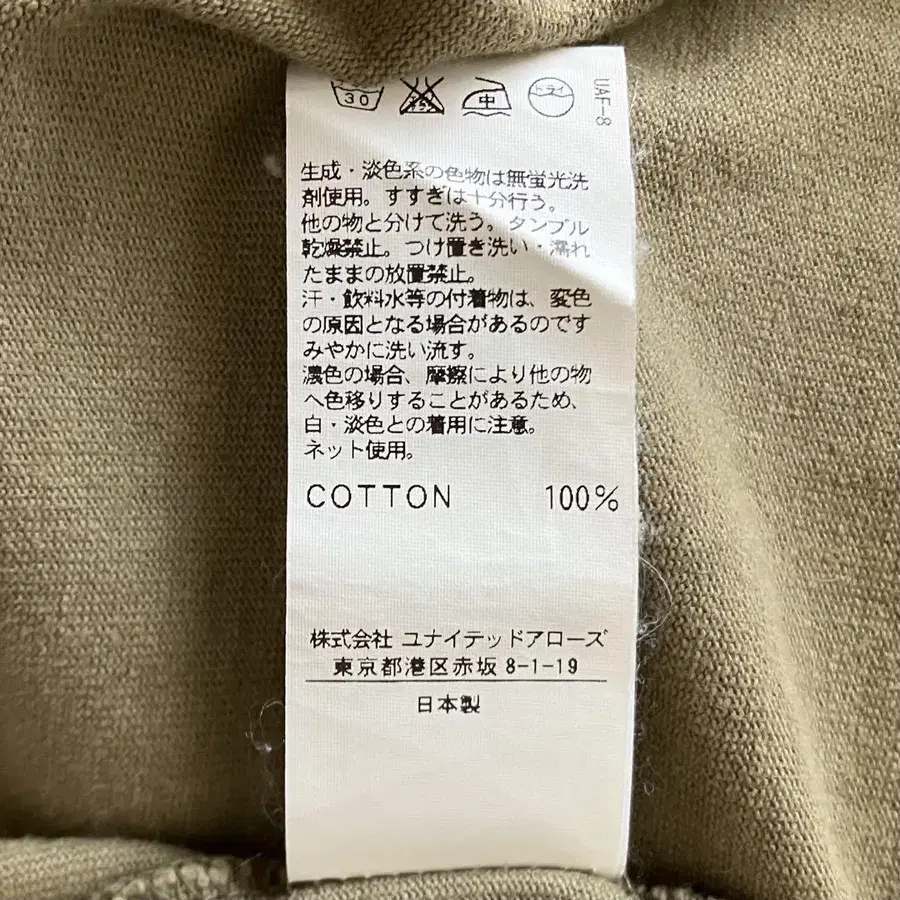 30 エンソ サラシ 中 ドライ
UAF-8
生成・淡色系の色物は無蛍光洗
剤使用。すすぎは十分行う。
他の物と分けて洗う。タンブル
乾燥禁止。つけ置き洗い・濡れ
たままの放置禁止。
汗・飲料水等の付着物は、変色
の原因となる場合があるのです
みやかに洗い流す。
濃色の場合、摩擦により他の物
へ色移りすることがあるため、
白・淡色との着用に注意。
ネット使用。
COTTON 100%
株式会社 ユナイテッドアローズ
東京都港区赤坂 8-1-19
日本製